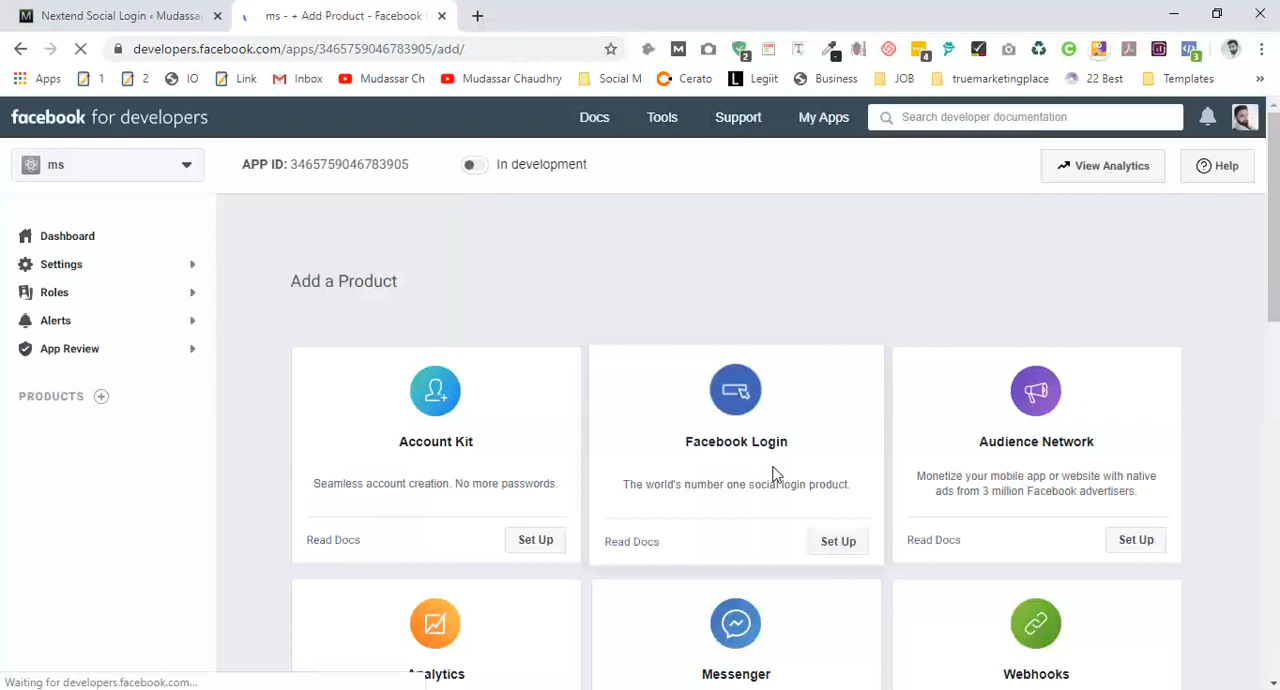 Nextend Social Login ‹ Mudassa
ms - + Add Product - Facebook
developers.facebook.com/apps/3465759046783905/add/
Apps 1 2 IO Link Inbox Mudassar Ch Mudassar Chaudhry Social M Cerato Legiit Business JOB truemarketingplace 22 Best Templates »
facebook for developers
Docs Tools Support My Apps Search developer documentation
ms
APP ID: 3465759046783905
In development
View Analytics
Help
Dashboard
Settings
Roles
Alerts
App Review
PRODUCTS
Add a Product
Account Kit
Seamless account creation. No more passwords.
Read Docs
Set Up
Facebook Login
The world's number one social login product.
Read Docs
Set Up
Audience Network
Monetize your mobile app or website with native
ads from 3 million Facebook advertisers.
Read Docs
Set Up
Analytics
Messenger
Webhooks
Waiting for developers.facebook.com...